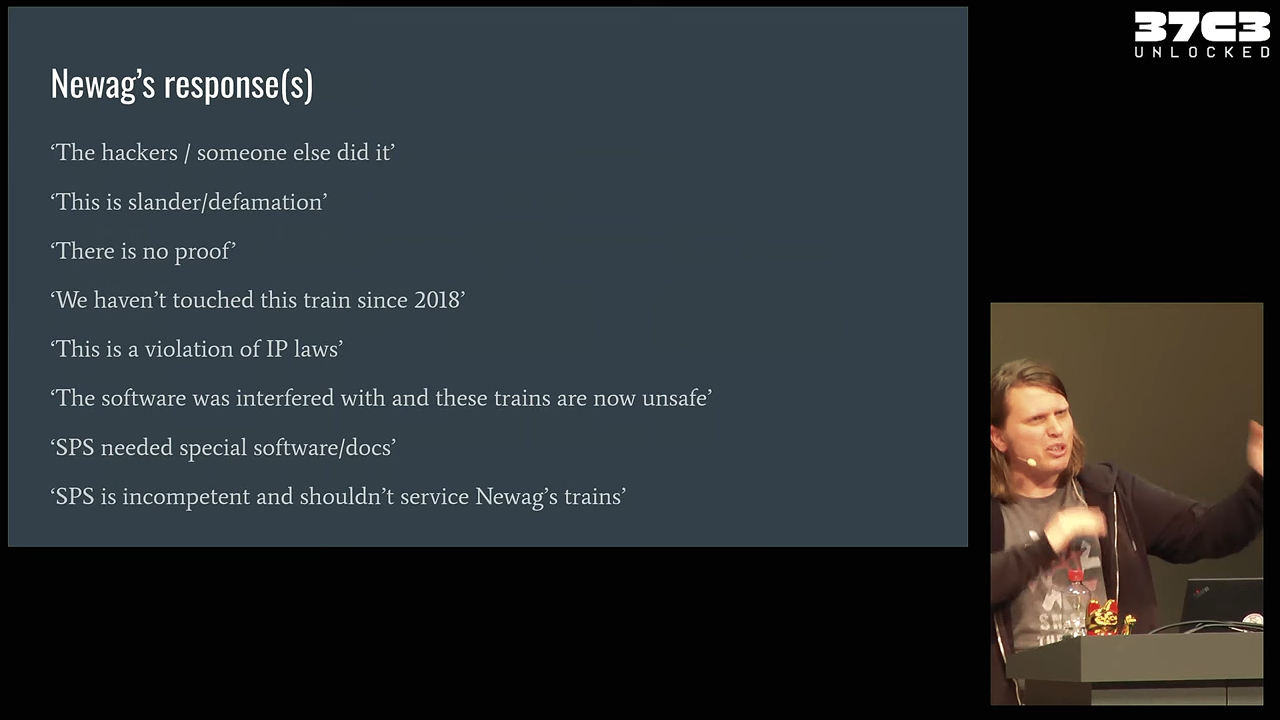 37C3
UNLOCKED
Newag’s response(s)
‘The hackers / someone else did it’
‘This is slander/defamation’
‘There is no proof’
‘We haven’t touched this train since 2018’
‘This is a violation of IP laws’
‘The software was interfered with and these trains are now unsafe’
‘SPS needed special software/docs’
‘SPS is incompetent and shouldn’t service Newag’s trains’